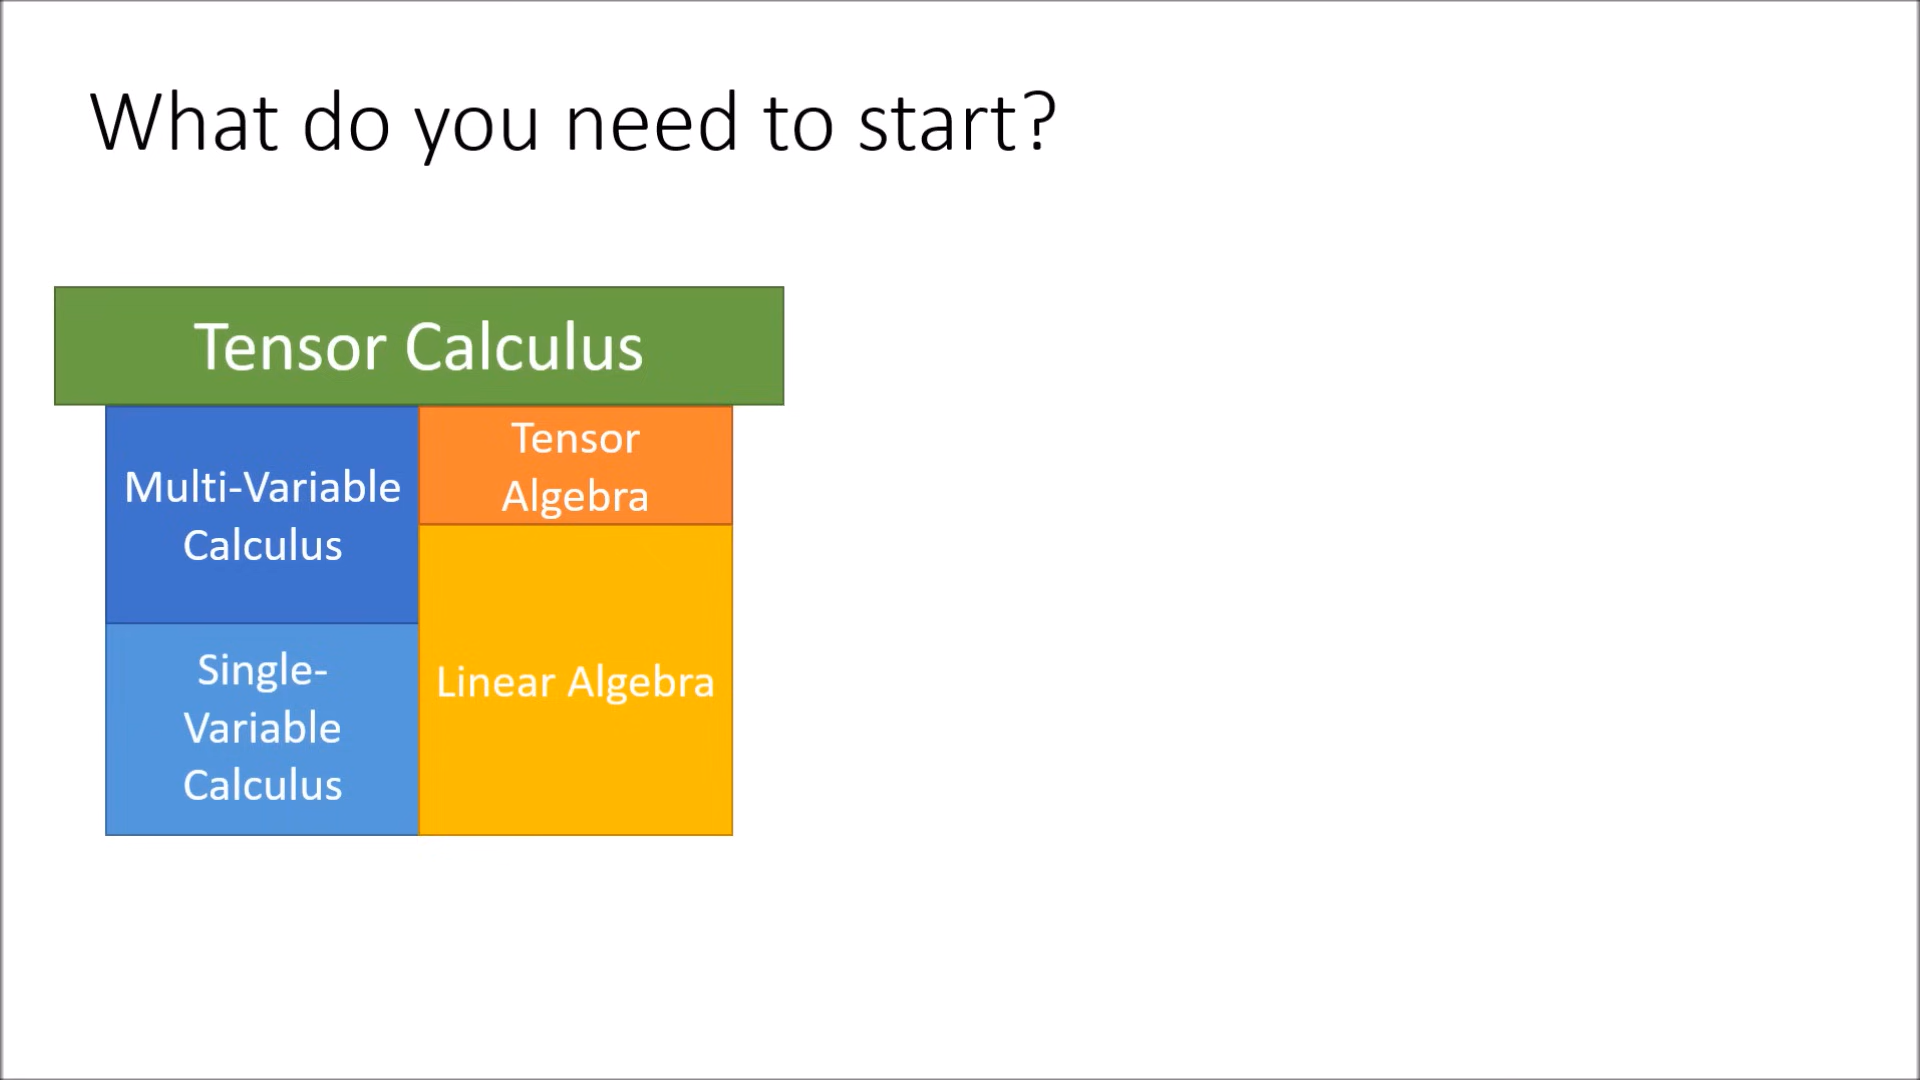 What do you need to start?
Tensor Calculus
Multi-Variable
Calculus
Tensor
Algebra
Single-
Variable
Calculus
Linear Algebra